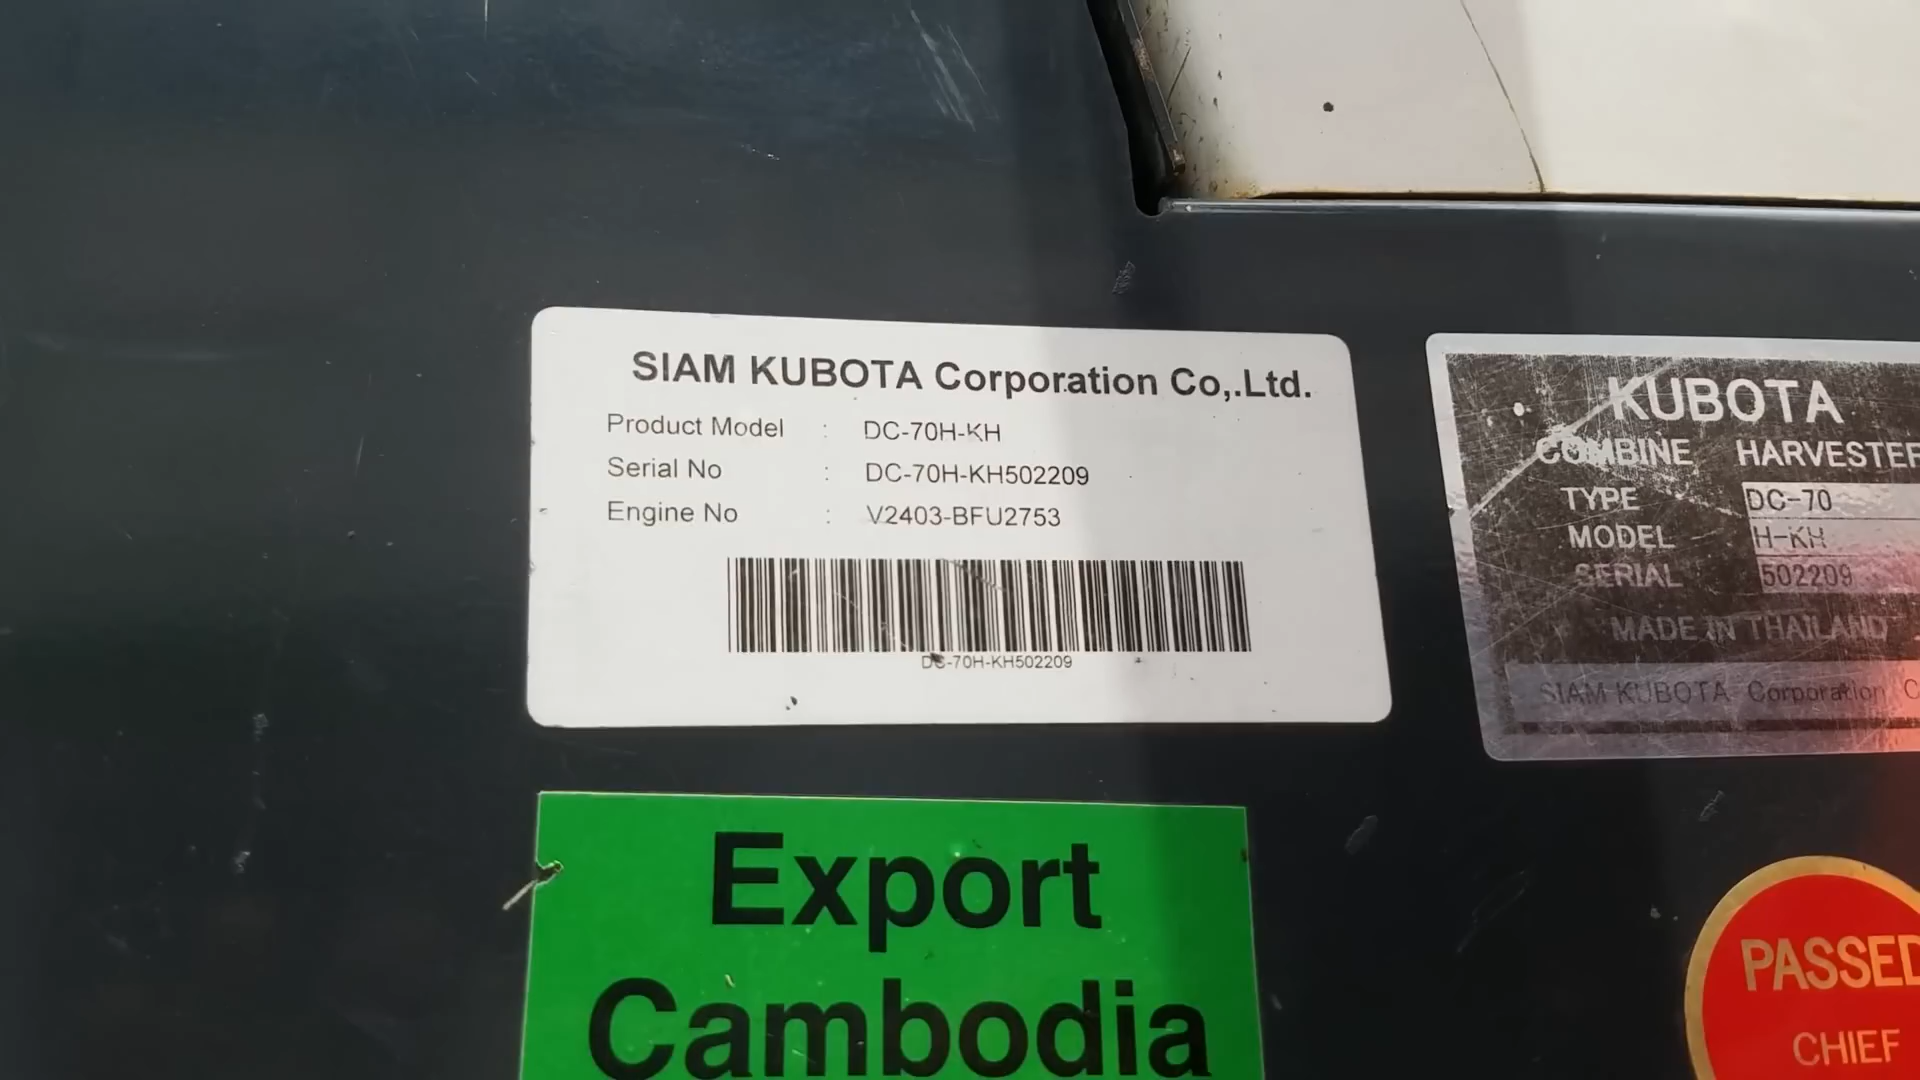 SIAM KUBOTA Corporation Co,.Ltd.
Product Model : DC-70H-KH
Serial No : DC-70H-KH502209
Engine No : V2403-BFU2753
DC-70H-KH502209
KUBOTA
COMBINE HARVESTER
TYPE DC-70
MODEL H-KH
SERIAL 502209
MADE IN THAILAND
SIAM KUBOTA Corporation C
Export
Cambodia
PASSED
CHIEF